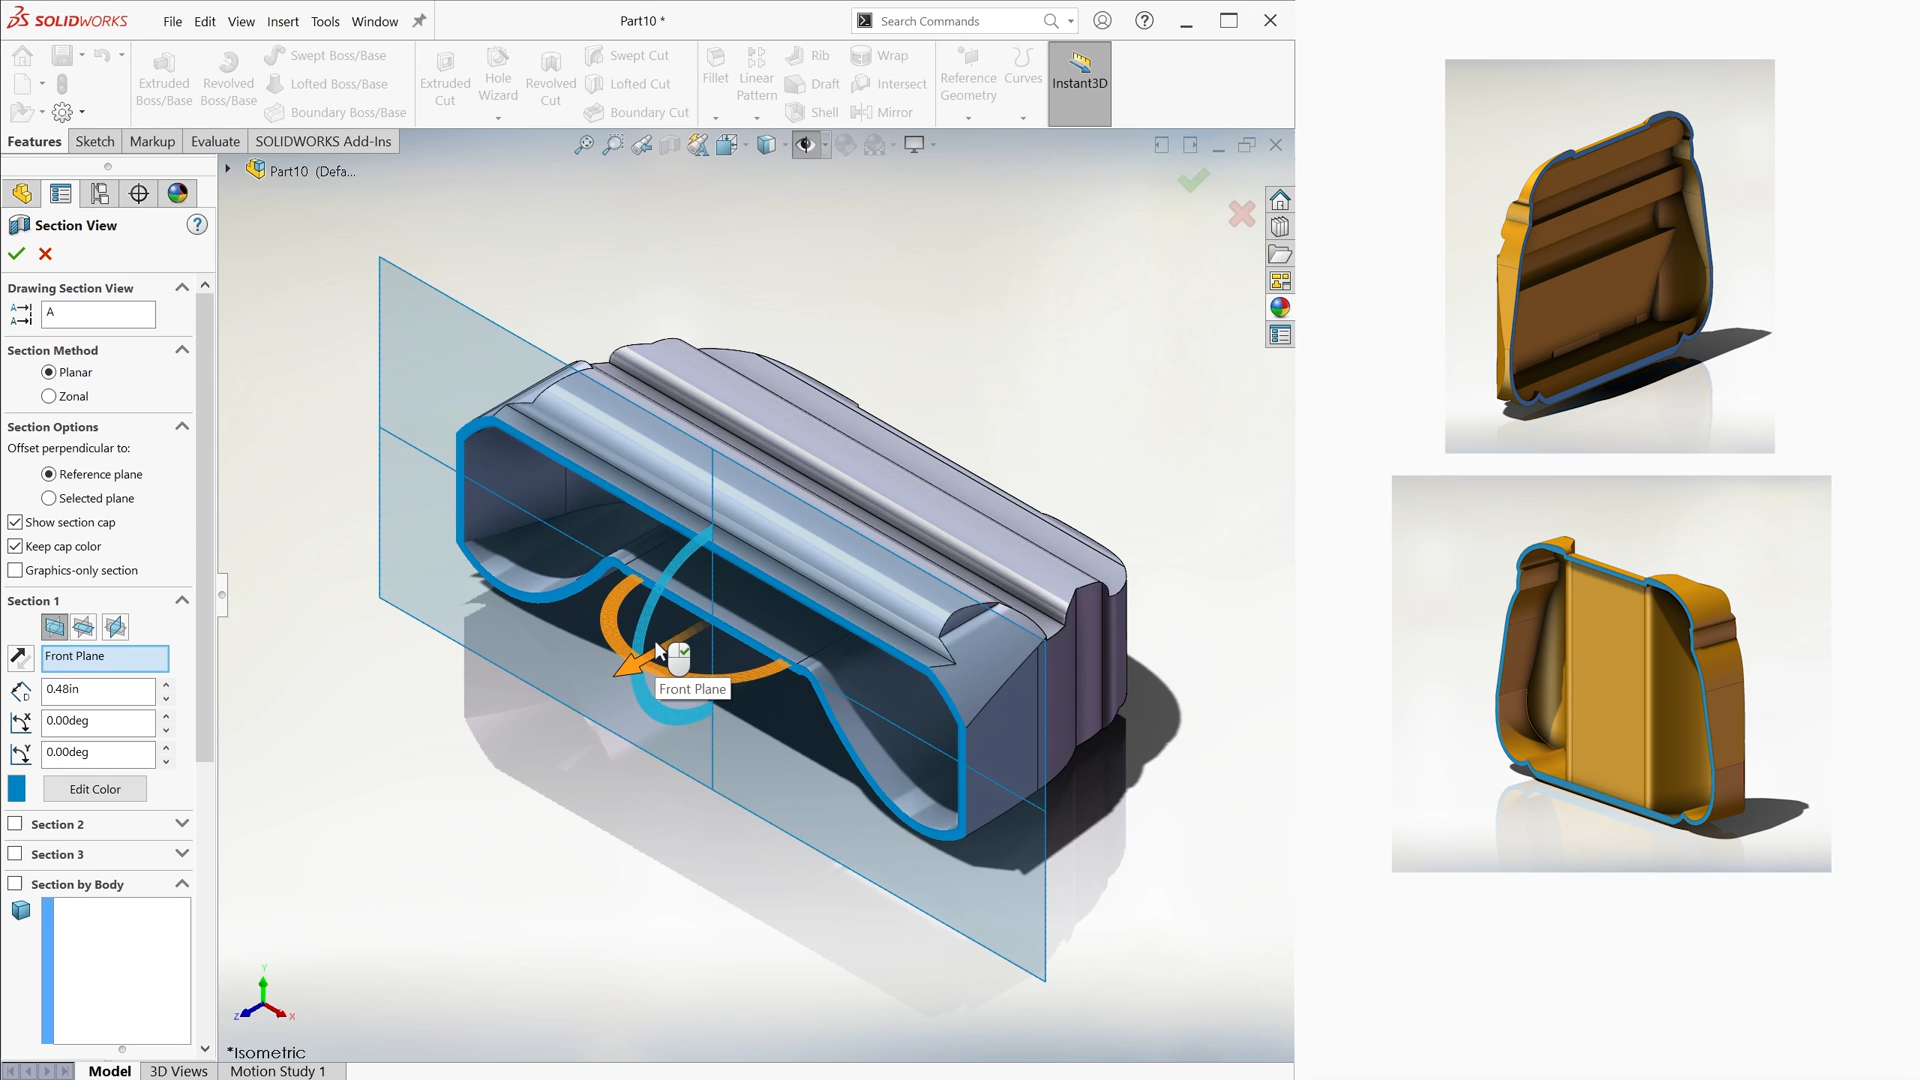 SOLIDWORKS
File Edit View Insert Tools Window
Part10 *
Search Commands
Extruded Boss/Base
Revolved Boss/Base
Swept Boss/Base
Lofted Boss/Base
Boundary Boss/Base
Extruded Cut
Hole Wizard
Revolved Cut
Swept Cut
Lofted Cut
Boundary Cut
Fillet
Linear Pattern
Rib
Draft
Shell
Wrap
Intersect
Mirror
Reference Geometry
Curves
Instant3D
Features Sketch Markup Evaluate SOLIDWORKS Add-Ins
Part10 (Defa...
Section View
Drawing Section View
A
Section Method
Planar
Zonal
Section Options
Offset perpendicular to:
Reference plane
Selected plane
Show section cap
Keep cap color
Graphics-only section
Section 1
Front Plane
0.48in
0.00deg
0.00deg
Edit Color
Section 2
Section 3
Section by Body
Front Plane
Y
Z
X
*Isometric
Model 3D Views Motion Study 1